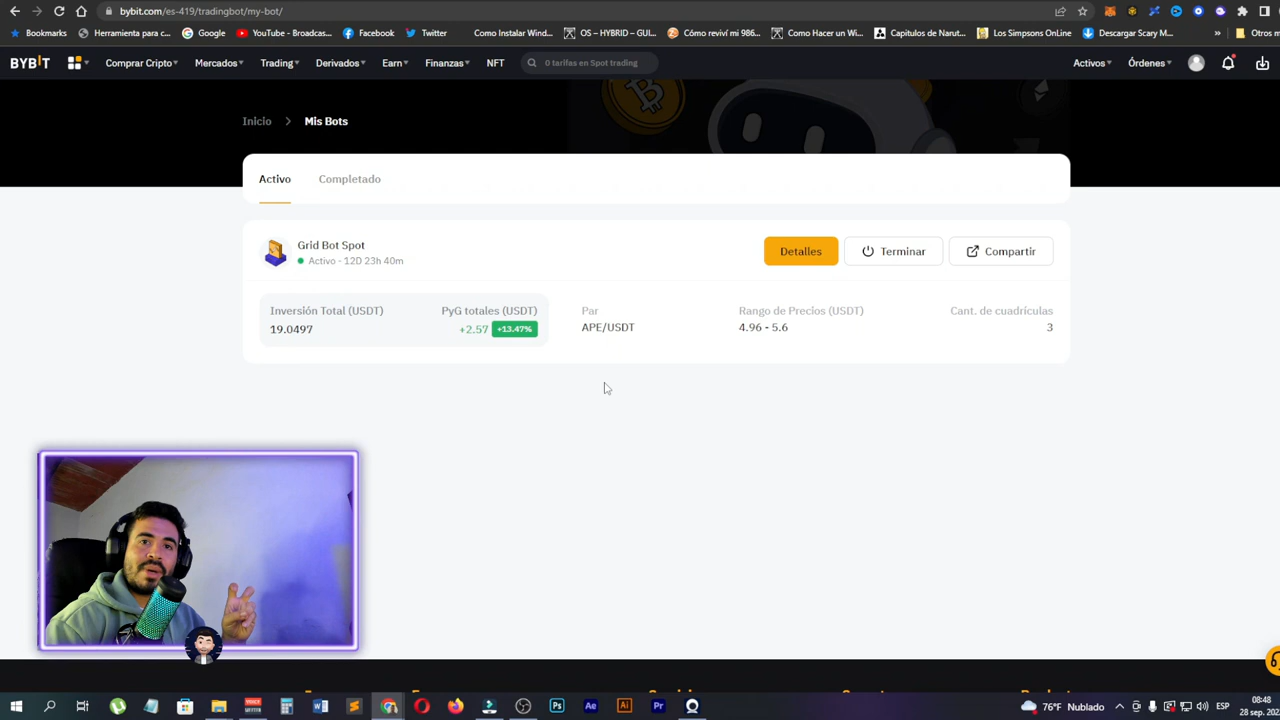 bybit.com/es-419/tradingbot/my-bot/
Bookmarks
Herramienta para c...
Google
YouTube - Broadcas...
Facebook
Twitter
Como Instalar Wind...
OS – HYBRID – GUI...
Cómo reviví mi 986...
Como Hacer un Wi...
Capitulos de Narut...
Los Simpsons Online
Descargar Scary M...
»
Otros m
BYBIT
Comprar Cripto
Mercados
Trading
Derivados
Earn
Finanzas
NFT
0 tarifas en Spot trading
Activos
Órdenes
Inicio
Mis Bots
Activo
Completado
Grid Bot Spot
Activo - 12D 23h 40m
Detalles
Terminar
Compartir
Inversión Total (USDT)
PyG totales (USDT)
Par
Rango de Precios (USDT)
Cant. de cuadrículas
19.0497
+2.57
+13.47%
APE/USDT
4.96 - 5.6
3
76°F Nublado
ESP
08:48
28 sep. 202